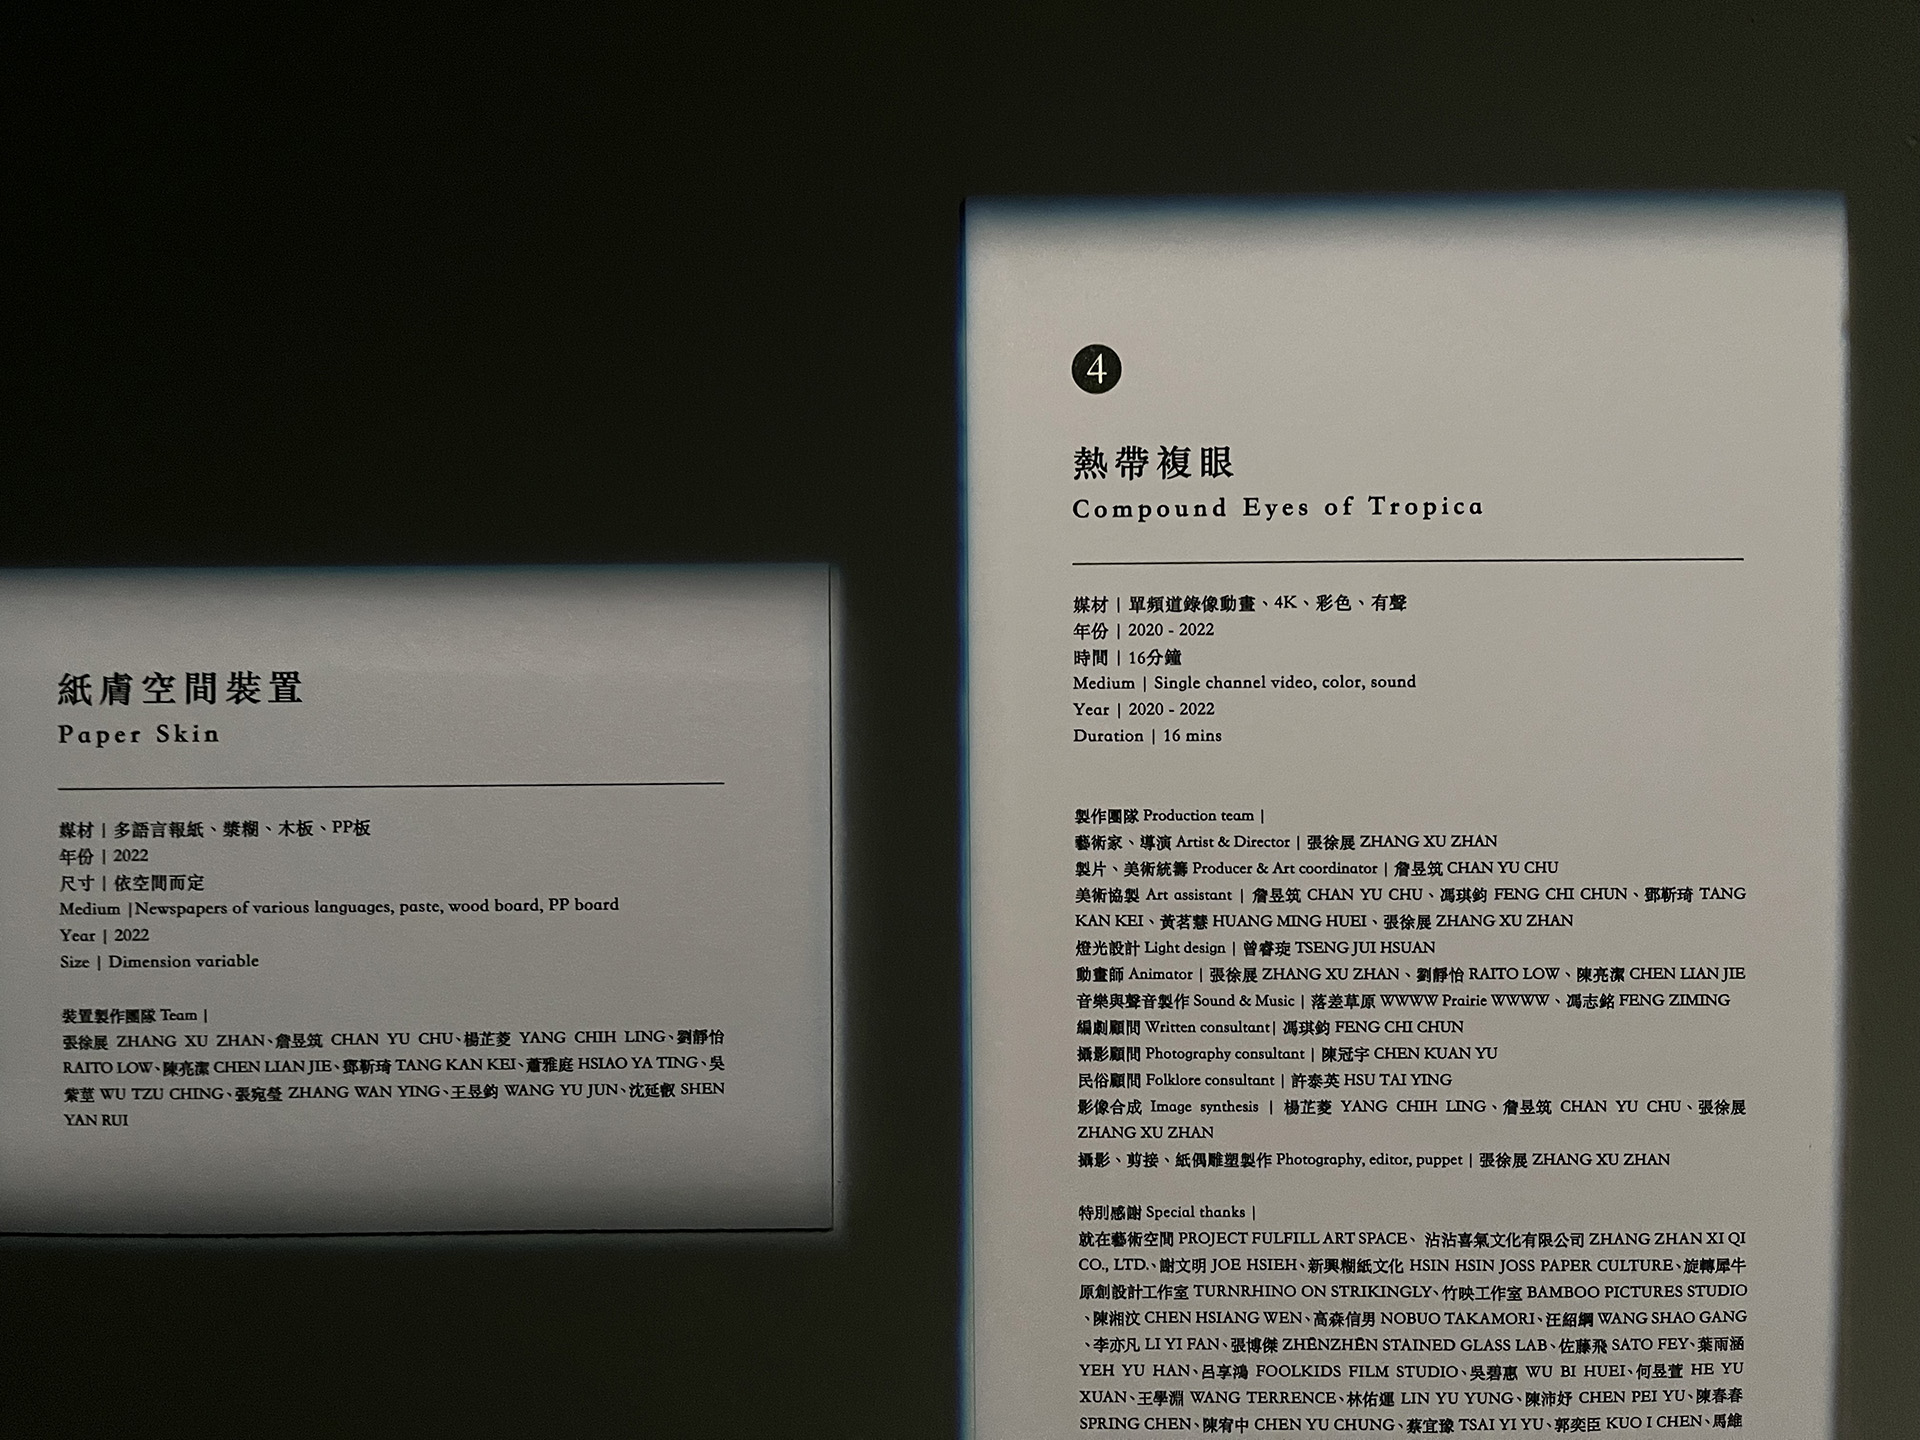 紙膚空間裝置
Paper Skin
媒材 | 多語言報紙、漿糊、木板、PP板
年份 | 2022
尺寸 | 依空間而定
Medium |Newspapers of various languages, paste, wood board, PP board
Year | 2022
Size | Dimension variable
裝置製作團隊 Team |
張徐展 ZHANG XU ZHAN、詹昱筑 CHAN YU CHU、楊芷菱 YANG CHIH LING、劉靜怡
RAITO LOW、陳亮潔 CHEN LIAN JIE、鄧靳琦 TANG KAN KEI、蕭雅庭 HSIAO YA TING、吳
紫莖 WU TZU CHING、張宛瑩 ZHANG WAN YING、王昱鈞 WANG YU JUN、沈延叡 SHEN
YAN RUI
4
熱帶複眼
Compound Eyes of Tropica
媒材 | 單頻道錄像動畫、4K、彩色、有聲
年份 | 2020 - 2022
時間 | 16分鐘
Medium | Single channel video, color, sound
Year | 2020 - 2022
Duration | 16 mins
製作團隊 Production team |
藝術家、導演 Artist & Director | 張徐展 ZHANG XU ZHAN
製片、美術統籌 Producer & Art coordinator | 詹昱筑 CHAN YU CHU
美術協製 Art assistant | 詹昱筑 CHAN YU CHU、馮琪鈞 FENG CHI CHUN、鄧靳琦 TANG
KAN KEI、黃茗慧 HUANG MING HUEI、張徐展 ZHANG XU ZHAN
燈光設計 Light design | 曾睿琁 TSENG JUI HSUAN
動畫師 Animator | 張徐展 ZHANG XU ZHAN、劉靜怡 RAITO LOW、陳亮潔 CHEN LIAN JIE
音樂與聲音製作 Sound & Music | 落差草原 WWWW Prairie WWWW、馮志銘 FENG ZIMING
編劇顧問 Written consultant| 馮琪鈞 FENG CHI CHUN
攝影顧問 Photography consultant | 陳冠宇 CHEN KUAN YU
民俗顧問 Folklore consultant | 許泰英 HSU TAI YING
影像合成 Image synthesis | 楊芷菱 YANG CHIH LING、詹昱筑 CHAN YU CHU、張徐展
ZHANG XU ZHAN
攝影、剪接、紙偶雕塑製作 Photography, editor, puppet | 張徐展 ZHANG XU ZHAN
特別感謝 Special thanks |
就在藝術空間 PROJECT FULFILL ART SPACE、 沾沾喜氣文化有限公司 ZHANG ZHAN XI QI
CO., LTD.、謝文明 JOE HSIEH、新興糊紙文化 HSIN HSIN JOSS PAPER CULTURE、旋轉犀牛
原創設計工作室 TURNRHINO ON STRIKINGLY、竹映工作室 BAMBOO PICTURES STUDIO
、陳湘汶 CHEN HSIANG WEN、高森信男 NOBUO TAKAMORI、汪紹綱 WANG SHAO GANG
、李亦凡 LI YI FAN、張博傑 ZHĒNZHĒN STAINED GLASS LAB、佐藤飛 SATO FEY、葉雨涵
YEH YU HAN、呂享鴻 FOOLKIDS FILM STUDIO、吳碧惠 WU BI HUEI、何昱萱 HE YU
XUAN、王學淵 WANG TERRENCE、林佑運 LIN YU YUNG、陳沛妤 CHEN PEI YU、陳春春
SPRING CHEN、陳宥中 CHEN YU CHUNG、蔡宜豫 TSAI YI YU、郭奕臣 KUO I CHEN、馬維